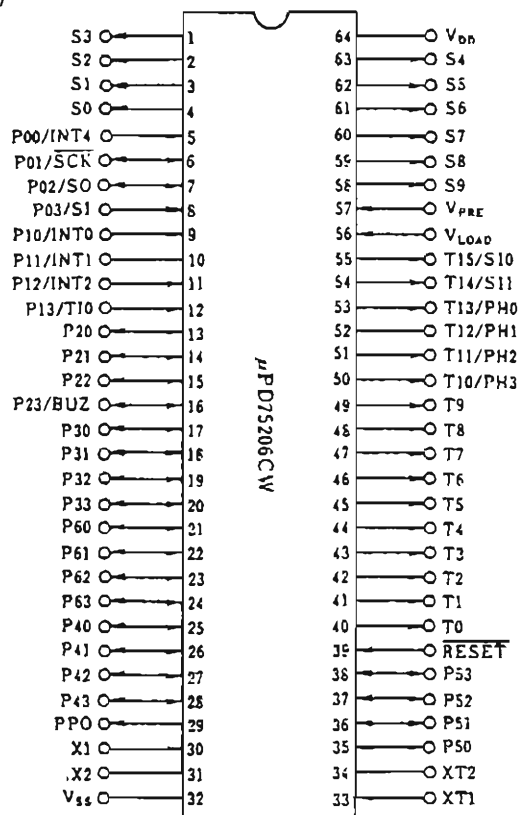 S3 1 64 VDD
S2 2 63 S4
S1 3 62 S5
S0 4 61 S6
P00/INT4 5 60 S7
P01/S̅C̅K̅ 6 59 S8
P02/SO 7 58 S9
P03/SI 8 57 VPRE
P10/INT0 9 56 VLOAD
P11/INT1 10 55 T15/S10
P12/INT2 11 54 T14/S11
P13/TI0 12 53 T13/PH0
P20 13 52 T12/PH1
P21 14 51 T11/PH2
P22 15 50 T10/PH3
P23/BUZ 16 49 T9
P30 17 48 T8
P31 18 47 T7
P32 19 46 T6
P33 20 45 T5
P60 21 44 T4
P61 22 43 T3
P62 23 42 T2
P63 24 41 T1
P40 25 40 T0
P41 26 39 R̅E̅S̅E̅T̅
P42 27 38 P53
P43 28 37 P52
PPO 29 36 P51
X1 30 35 P50
X2 31 34 XT2
VSS 32 33 XT1
μPD75206CW